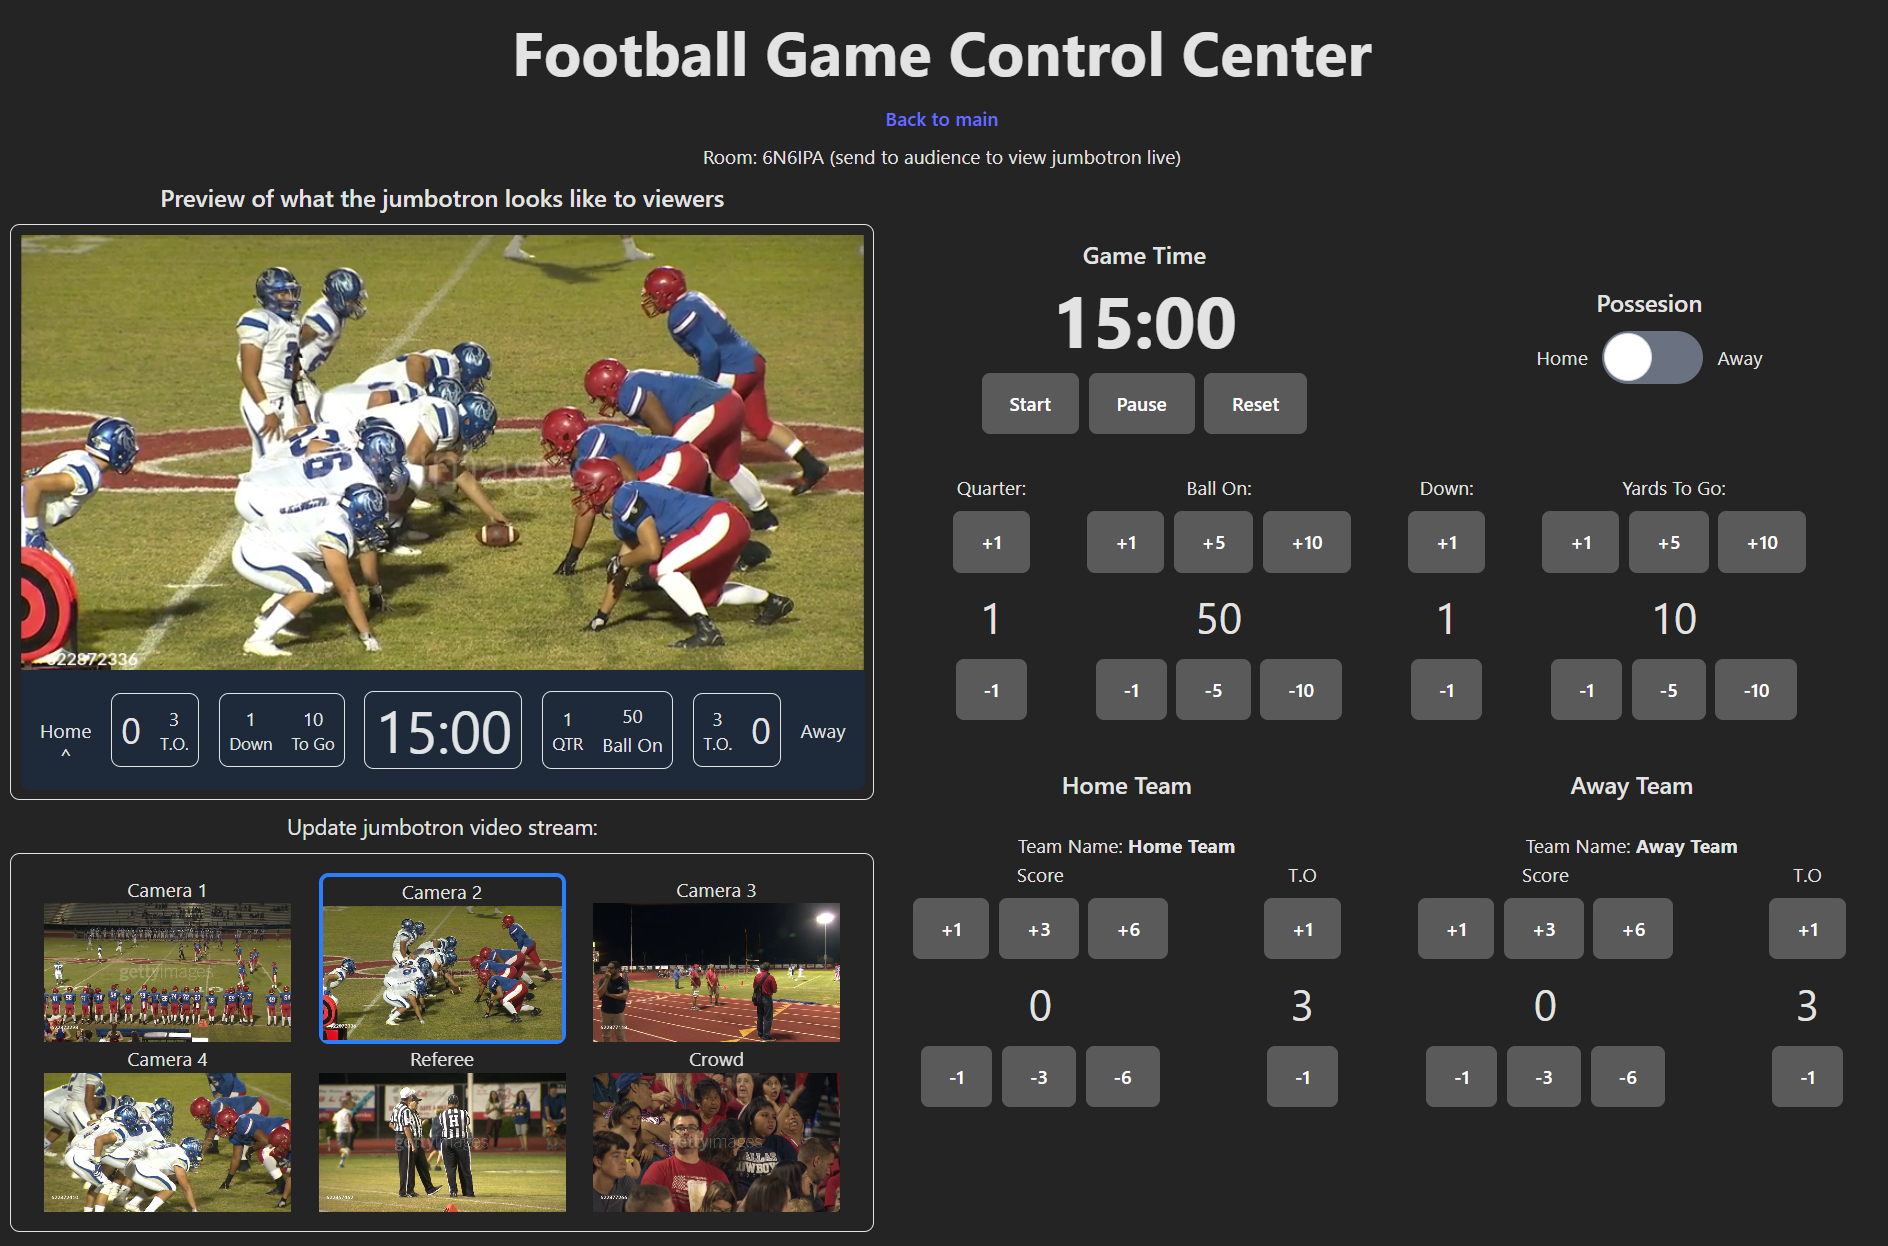 Football Game Control Center
Back to main
Room: 6N6IPA (send to audience to view jumbotron live)
Preview of what the jumbotron looks like to viewers
gettyimages
522872336
Home
^
0
3
T.O.
1
Down
10
To Go
15:00
1
QTR
50
Ball On
3
T.O.
0
Away
Update jumbotron video stream:
Camera 1
Camera 2
Camera 3
gettyimages
Camera 4
Referee
Crowd
gettyimages
gettyimages
Game Time
15:00
Start Pause Reset
Possesion
Home Away
Quarter: Ball On: Down: Yards To Go:
+1 +1 +5 +10 +1 +1 +5 +10
1 50 1 10
-1 -1 -5 -10 -1 -1 -5 -10
Home Team
Team Name: Home Team
Score T.O
+1 +3 +6 +1
0 3
-1 -3 -6 -1
Away Team
Team Name: Away Team
Score T.O
+1 +3 +6 +1
0 3
-1 -3 -6 -1